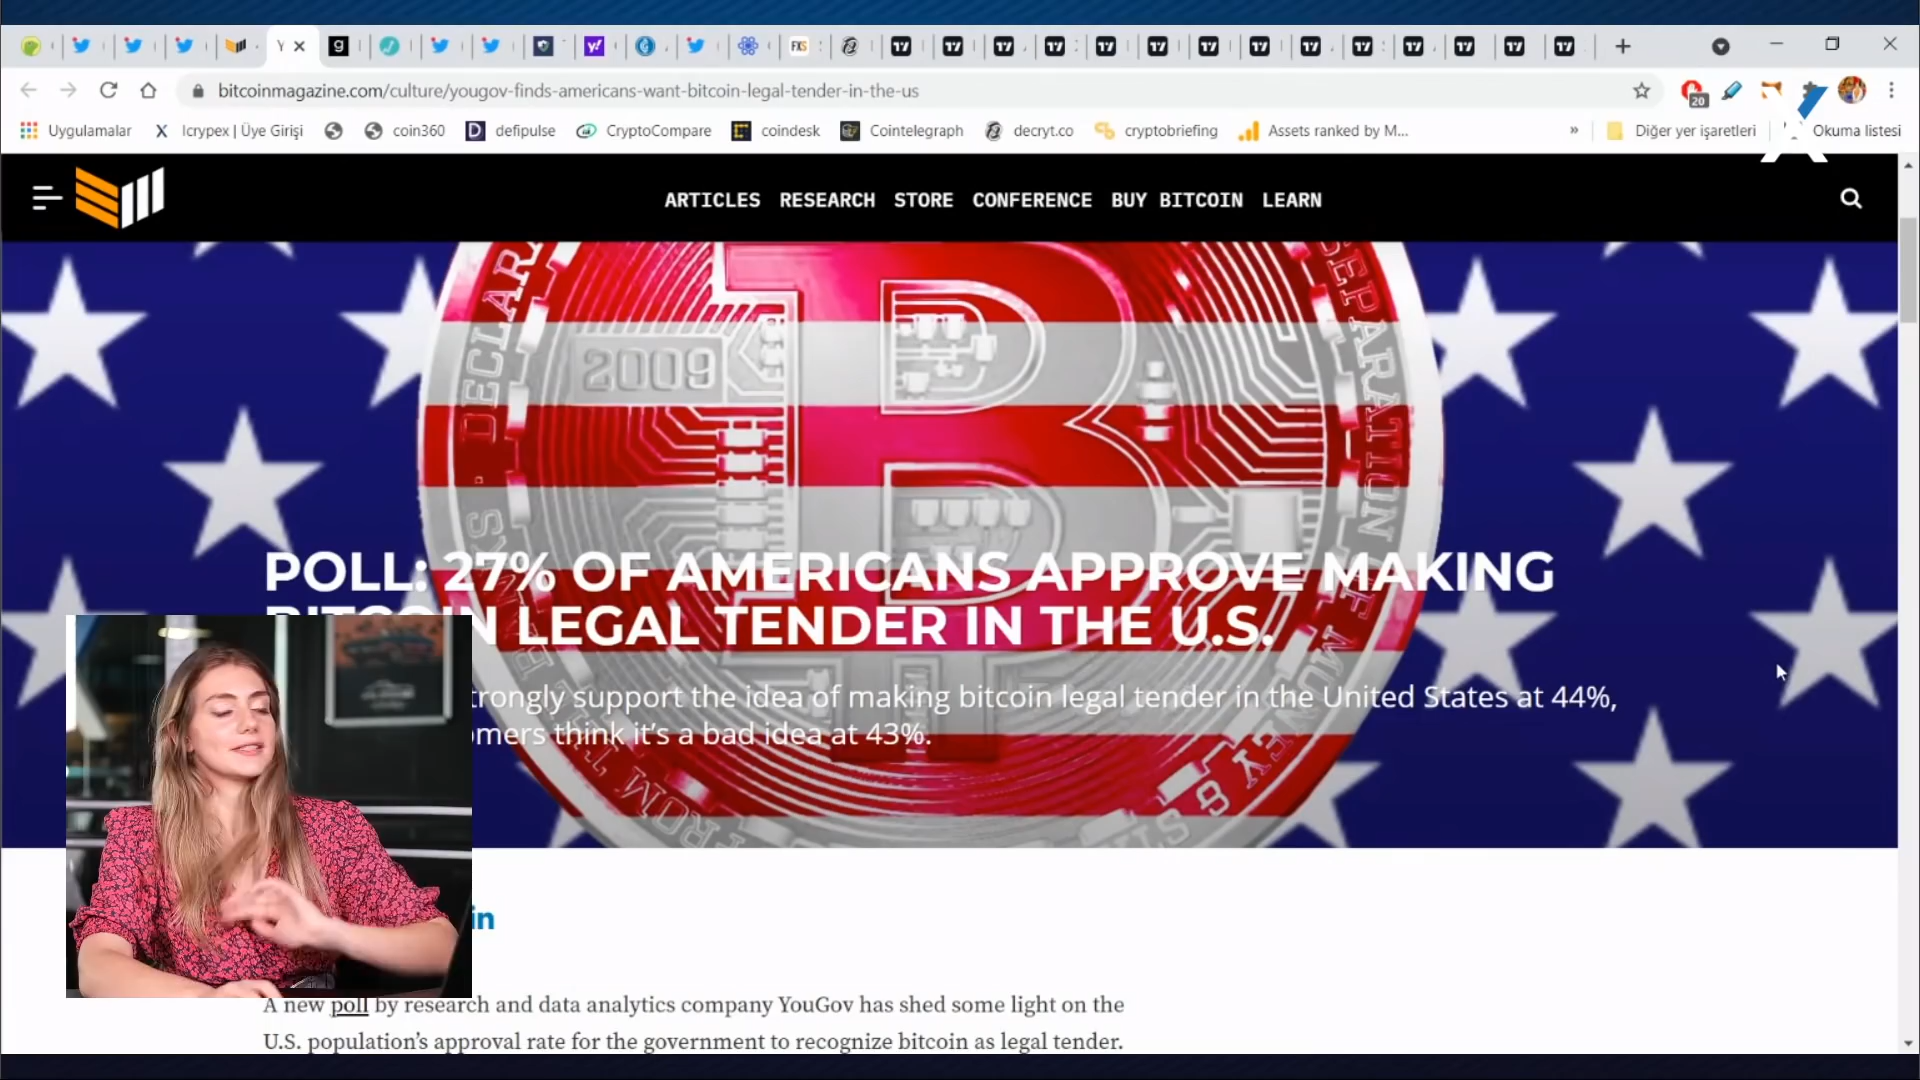 bitcoinmagazine.com/culture/yougov-finds-americans-want-bitcoin-legal-tender-in-the-us
20
Uygulamalar
Icrypex | Üye Girişi
coin360
defipulse
CryptoCompare
coindesk
Cointelegraph
decryt.co
cryptobriefing
Assets ranked by M...
»
Diğer yer işaretleri
Okuma listesi
ARTICLES RESEARCH STORE CONFERENCE BUY BITCOIN LEARN
2009
POLL: 27% OF AMERICANS APPROVE MAKING
BITCOIN LEGAL TENDER IN THE U.S.
trongly support the idea of making bitcoin legal tender in the United States at 44%,
omers think it's a bad idea at 43%.
in
A new poll by research and data analytics company YouGov has shed some light on the
U.S. population's approval rate for the government to recognize bitcoin as legal tender.